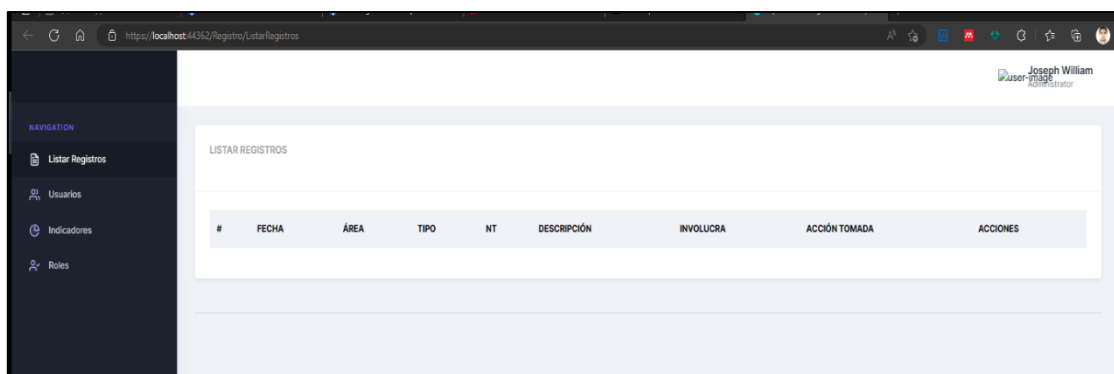 https://localhost:44362/Registro/ListarRegistros
user-image
Joseph William
Administrator
NAVIGATION
Listar Registros
Usuarios
Indicadores
Roles
LISTAR REGISTROS
# FECHA ÁREA TIPO NT DESCRIPCIÓN INVOLUCRA ACCIÓN TOMADA ACCIONES